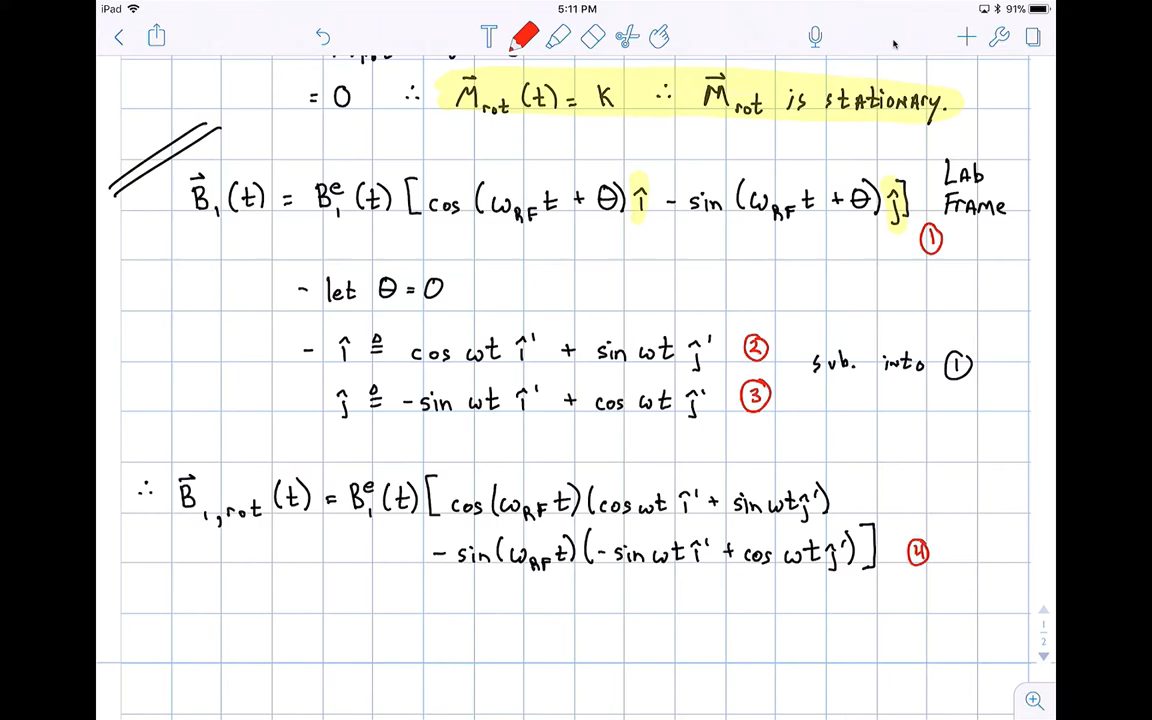 iPad 5:11 PM 91%
= 0 ∴ M⃗rot (t) = K ∴ M⃗rot is stationary.
B⃗₁(t) = B₁ᵉ(t) [cos (ωRF t + θ) î - sin (ωRF t + θ) ĵ] Lab Frame
①
- let θ = 0
- î ≜ cos ωt î' + sin ωt ĵ' ②
sub. into ①
ĵ ≜ -sin ωt î' + cos ωt ĵ' ③
∴ B⃗₁,rot (t) = B₁ᵉ(t) [cos(ωRF t)(cos ωt î' + sin ωt ĵ')
- sin(ωRF t)(-sin ωt î' + cos ωt ĵ')] ④
1
2